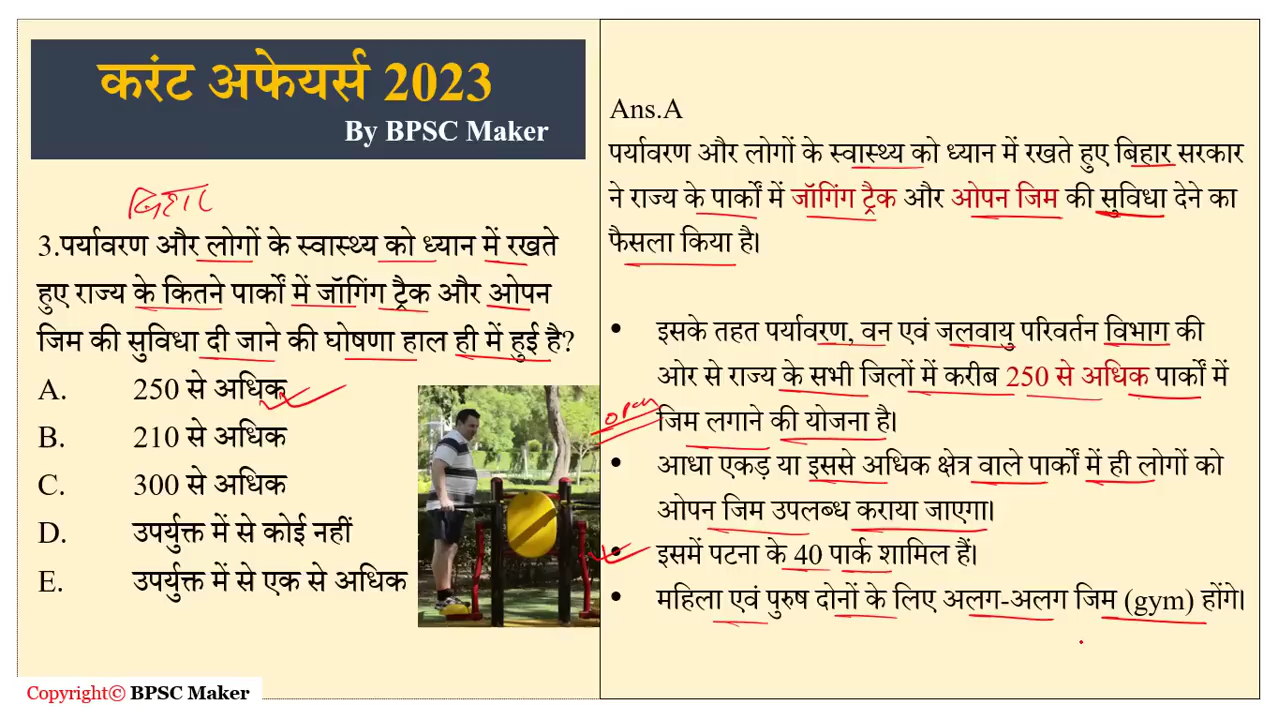 करंट अफेयर्स 2023
By BPSC Maker
बिहार
3.पर्यावरण और लोगों के स्वास्थ्य को ध्यान में रखते
हुए राज्य के कितने पार्कों में जॉगिंग ट्रैक और ओपन
जिम की सुविधा दी जाने की घोषणा हाल ही में हुई है?
A. 250 से अधिक
B. 210 से अधिक
C. 300 से अधिक
D. उपर्युक्त में से कोई नहीं
E. उपर्युक्त में से एक से अधिक
Copyright© BPSC Maker
Ans.A
पर्यावरण और लोगों के स्वास्थ्य को ध्यान में रखते हुए बिहार सरकार
ने राज्य के पार्कों में जॉगिंग ट्रैक और ओपन जिम की सुविधा देने का
फैसला किया है।
• इसके तहत पर्यावरण, वन एवं जलवायु परिवर्तन विभाग की
ओर से राज्य के सभी जिलों में करीब 250 से अधिक पार्कों में
open
जिम लगाने की योजना है।
• आधा एकड़ या इससे अधिक क्षेत्र वाले पार्कों में ही लोगों को
ओपन जिम उपलब्ध कराया जाएगा।
• इसमें पटना के 40 पार्क शामिल हैं।
• महिला एवं पुरुष दोनों के लिए अलग-अलग जिम (gym) होंगे।